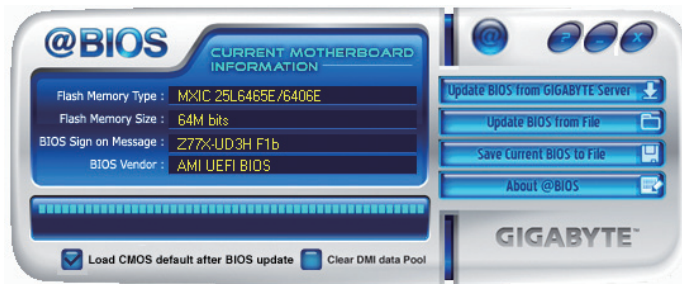 @BIOS
CURRENT MOTHERBOARD
INFORMATION
Flash Memory Type : MXIC 25L6465E/6406E
Flash Memory Size : 64M bits
BIOS Sign on Message : Z77X-UD3H F1b
BIOS Vendor : AMI UEFI BIOS
Load CMOS default after BIOS update
Clear DMI data Pool
@ ? _ X
Update BIOS from GIGABYTE Server
Update BIOS from File
Save Current BIOS to File
About @BIOS
GIGABYTE™